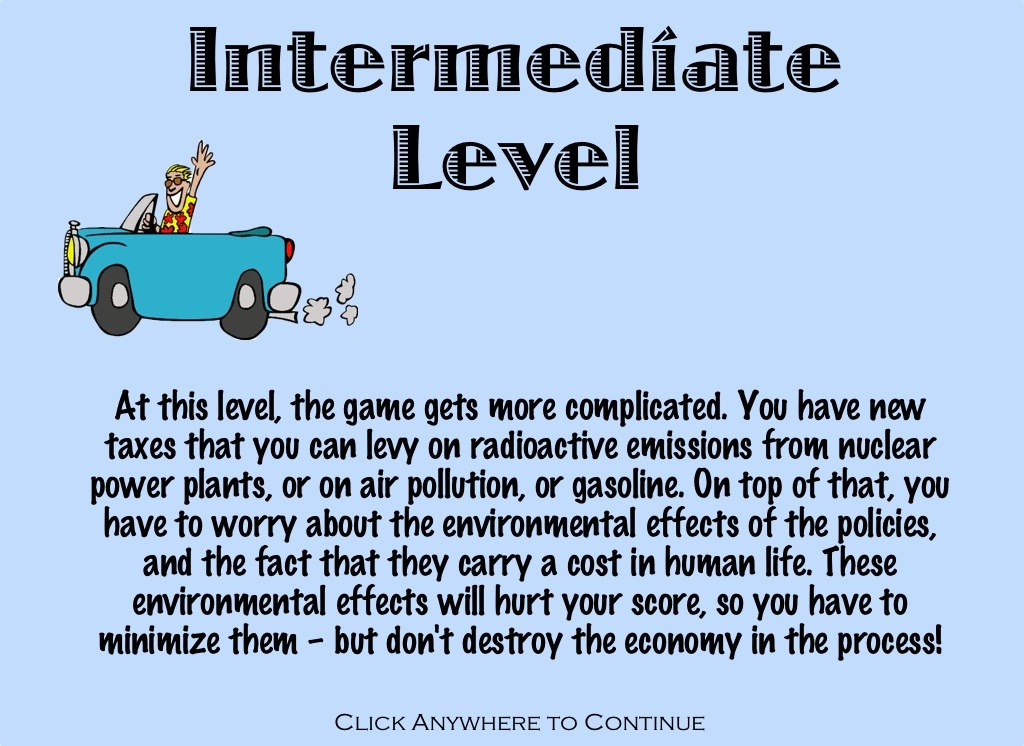 Intermediate
Level
At this level, the game gets more complicated. You have new
taxes that you can levy on radioactive emissions from nuclear
power plants, or on air pollution, or gasoline. On top of that, you
have to worry about the environmental effects of the policies,
and the fact that they carry a cost in human life. These
environmental effects will hurt your score, so you have to
minimize them – but don't destroy the economy in the process!
Click Anywhere to Continue